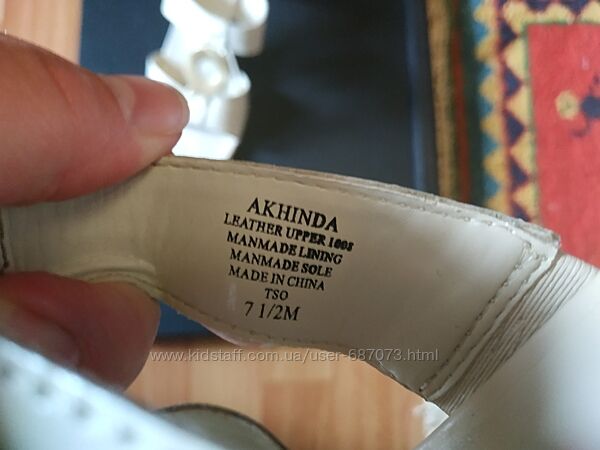 AKHINDA
LEATHER UPPER 1008
MANMADE LINING
MANMADE SOLE
MADE IN CHINA
TSO
7 1/2M
www.kidstaff.com.ua/user-687073.html